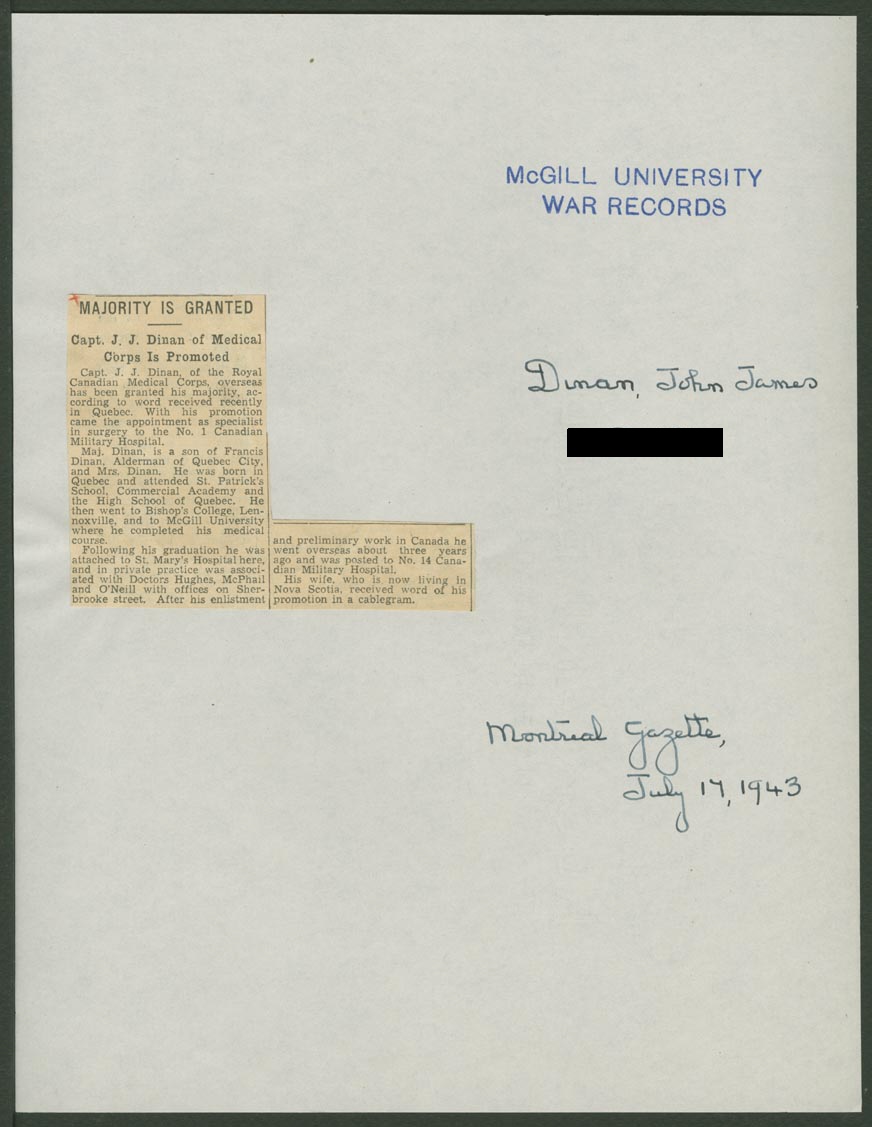 McGILL UNIVERSITY
WAR RECORDS
MAJORITY IS GRANTED
Capt. J. J. Dinan of Medical
Corps Is Promoted
Capt. J. J. Dinan, of the Royal
Canadian Medical Corps, overseas
has been granted his majority, ac-
cording to word received recently
in Quebec. With his promotion
came the appointment as specialist
in surgery to the No. 1 Canadian
Military Hospital.
Maj. Dinan, is a son of Francis
Dinan, Alderman of Quebec City,
and Mrs. Dinan. He was born in
Quebec and attended St. Patrick's
School, Commercial Academy and
the High School of Quebec. He
then went to Bishop's College, Len-
noxville, and to McGill University
where he completed his medical
course.
Following his graduation he was
attached to St. Mary's Hospital here,
and in private practice was associ-
ated with Doctors Hughes, McPhail
and O'Neill with offices on Sher-
brooke street. After his enlistment
and preliminary work in Canada he
went overseas about three years
ago and was posted to No. 14 Cana-
dian Military Hospital.
His wife, who is now living in
Nova Scotia, received word of his
promotion in a cablegram.
Dinan, John James
Montreal Gazette,
July 17, 1943